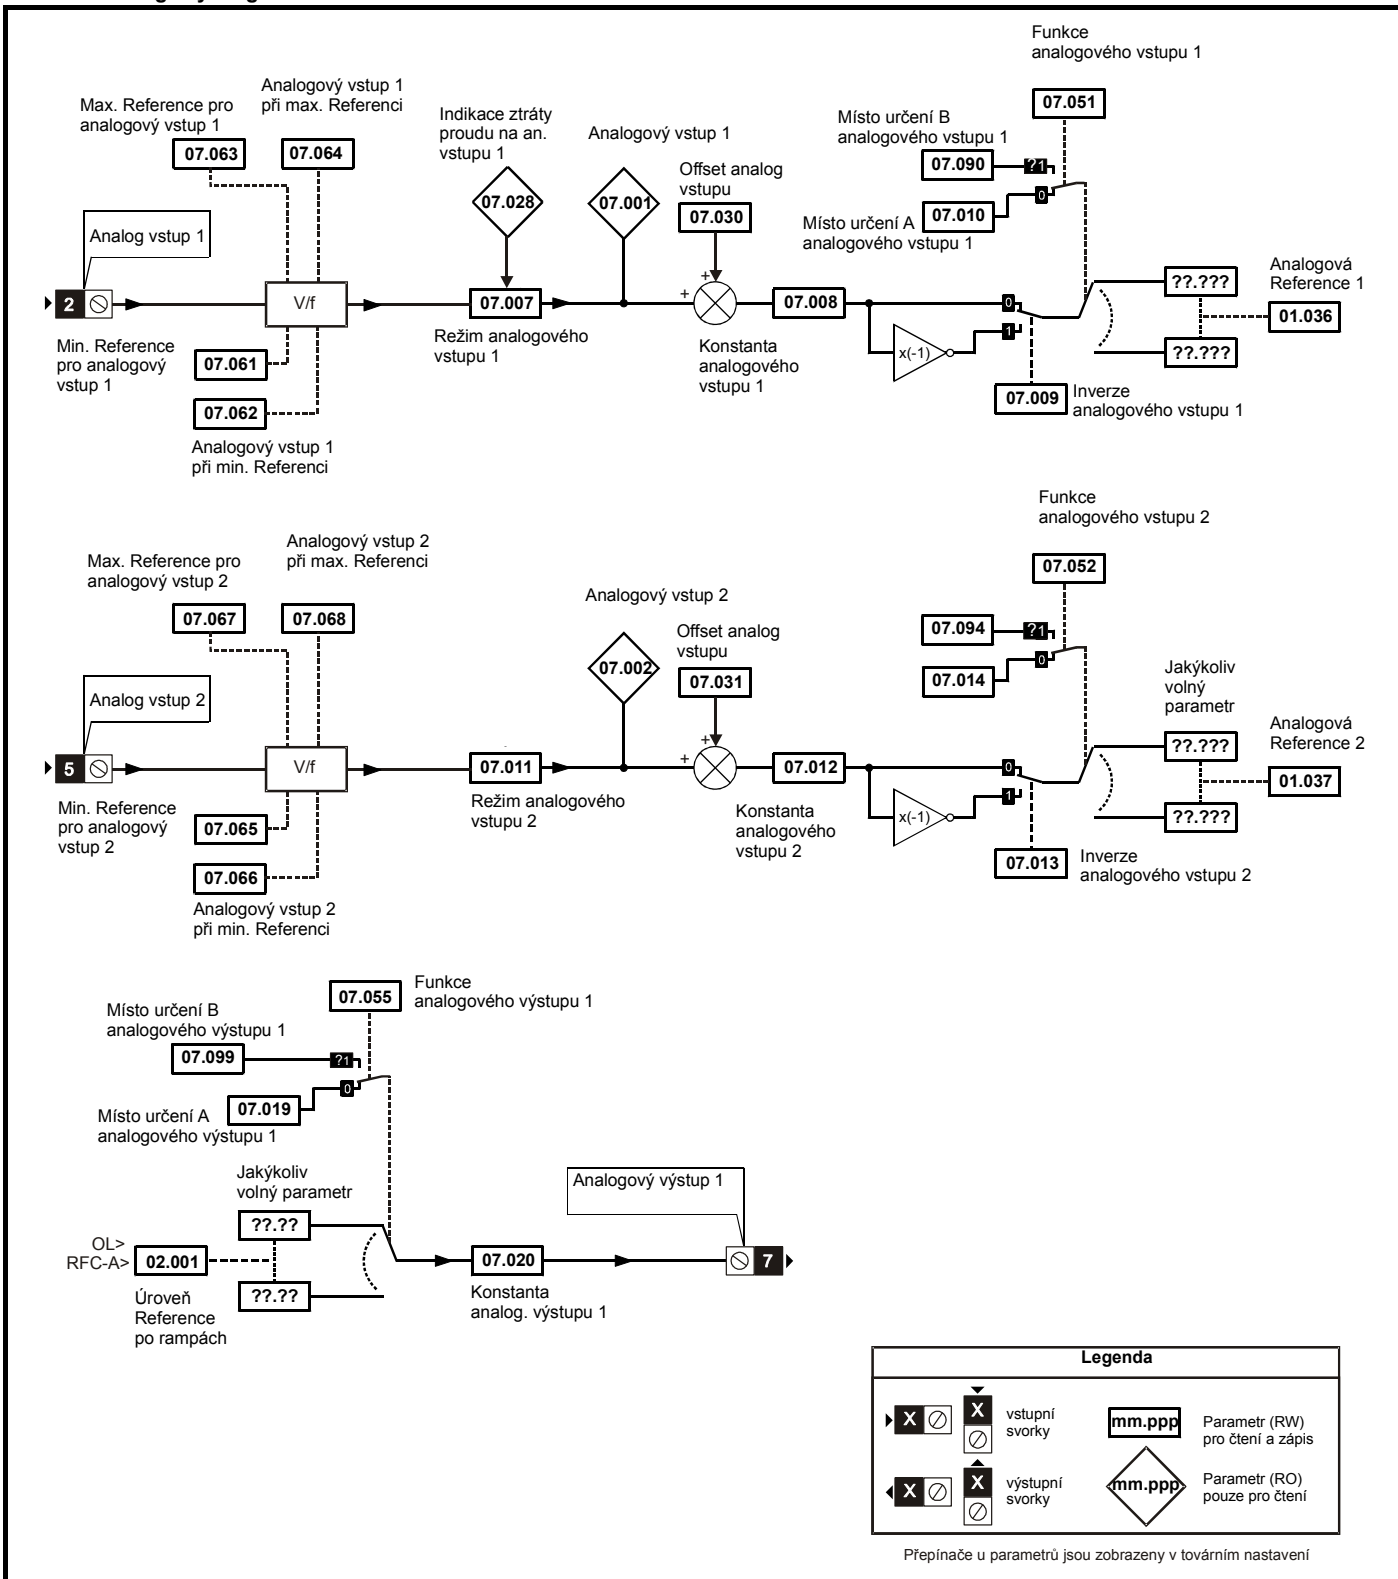 Funkce
analogového vstupu 1
07.051
Max. Reference pro
analogový vstup 1
07.063
Analogový vstup 1
při max. Referenci
07.064
Indikace ztráty
proudu na an.
vstupu 1
07.028
Analogový vstup 1
07.001
Offset analog
vstupu
07.030
Místo určení B
analogového vstupu 1
07.090
?1
0
07.010
Místo určení A
analogového vstupu 1
Analog vstup 1
2
V/f
07.007
Režim analogového
vstupu 1
+
+
07.008
Konstanta
analogového
vstupu 1
x(-1)
0
1
07.009
Inverze
analogového vstupu 1
??.???
??.???
Analogová
Reference 1
01.036
Min. Reference
pro analogový
vstup 1
07.061
07.062
Analogový vstup 1
při min. Referenci
Funkce
analogového vstupu 2
07.052
Max. Reference pro
analogový vstup 2
07.067
Analogový vstup 2
při max. Referenci
07.068
Analogový vstup 2
07.002
Offset analog
vstupu
07.031
07.094
?1
0
07.014
Analog vstup 2
5
V/f
07.011
Režim analogového
vstupu 2
+
+
07.012
Konstanta
analogového
vstupu 2
x(-1)
0
1
07.013
Inverze
analogového vstupu 2
Jakýkoliv
volný
parametr
??.???
??.???
Analogová
Reference 2
01.037
Min. Reference
pro analogový
vstup 2
07.065
07.066
Analogový vstup 2
při min. Referenci
Funkce
analogového výstupu 1
07.055
Místo určení B
analogového výstupu 1
07.099
?1
0
07.019
Místo určení A
analogového výstupu 1
Jakýkoliv
volný parametr
??.??
OL>
RFC-A>
02.001
??.??
Úroveň
Reference
po rampách
07.020
Konstanta
analog. výstupu 1
Analogový výstup 1
7
Legenda
X
X
vstupní
svorky
mm.ppp
Parametr (RW)
pro čtení a zápis
X
X
výstupní
svorky
mm.ppp
Parametr (RO)
pouze pro čtení
Přepínače u parametrů jsou zobrazeny v továrním nastavení